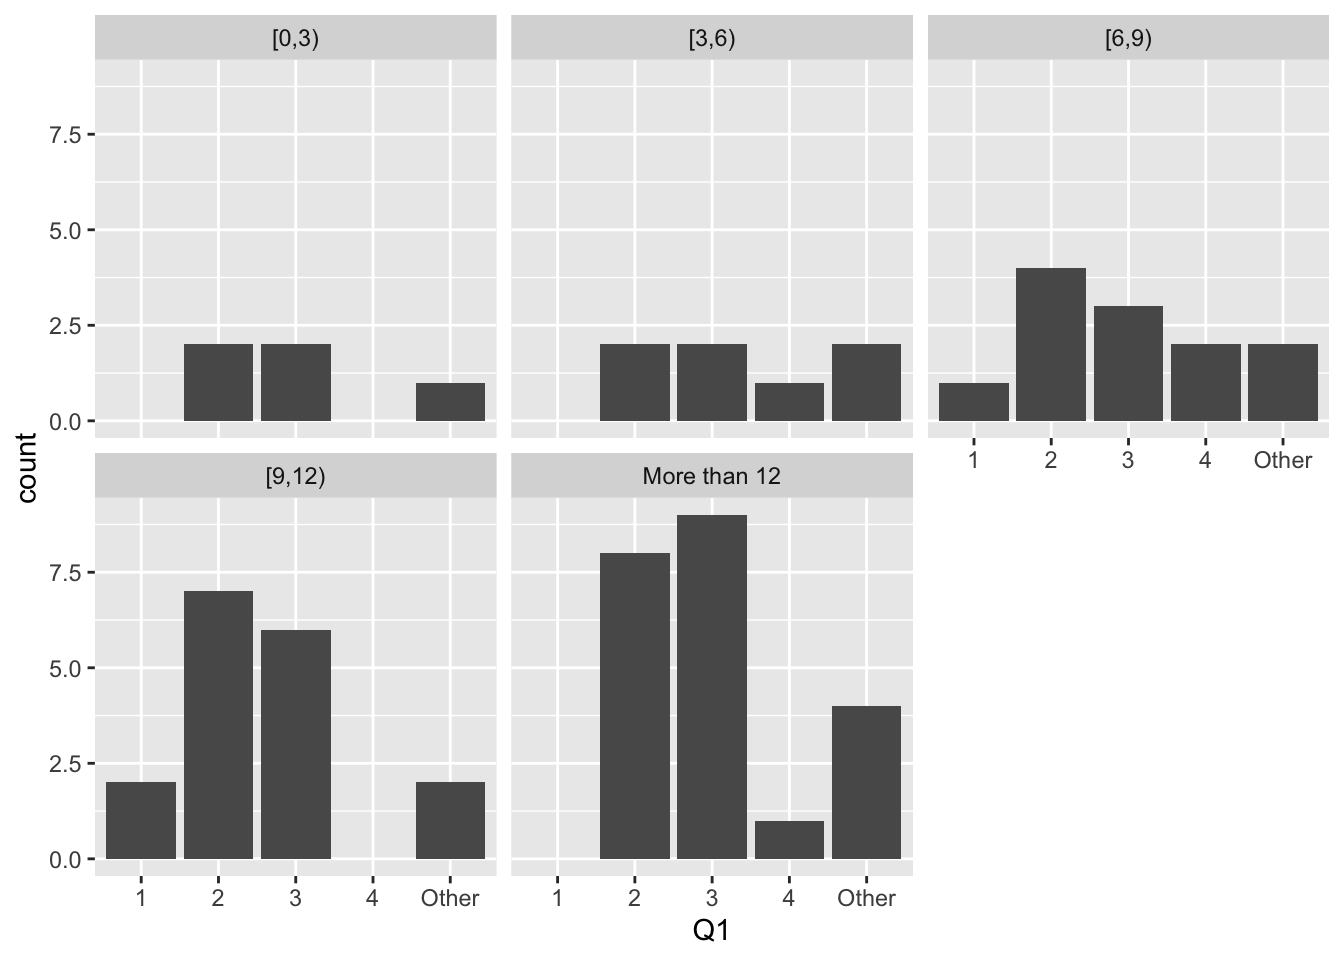 [0,3)
[3,6)
[6,9)
7.5
5.0
2.5
0.0
1 2 3 4 Other
count
[9,12)
More than 12
7.5
5.0
2.5
0.0
1 2 3 4 Other
1 2 3 4 Other
Q1